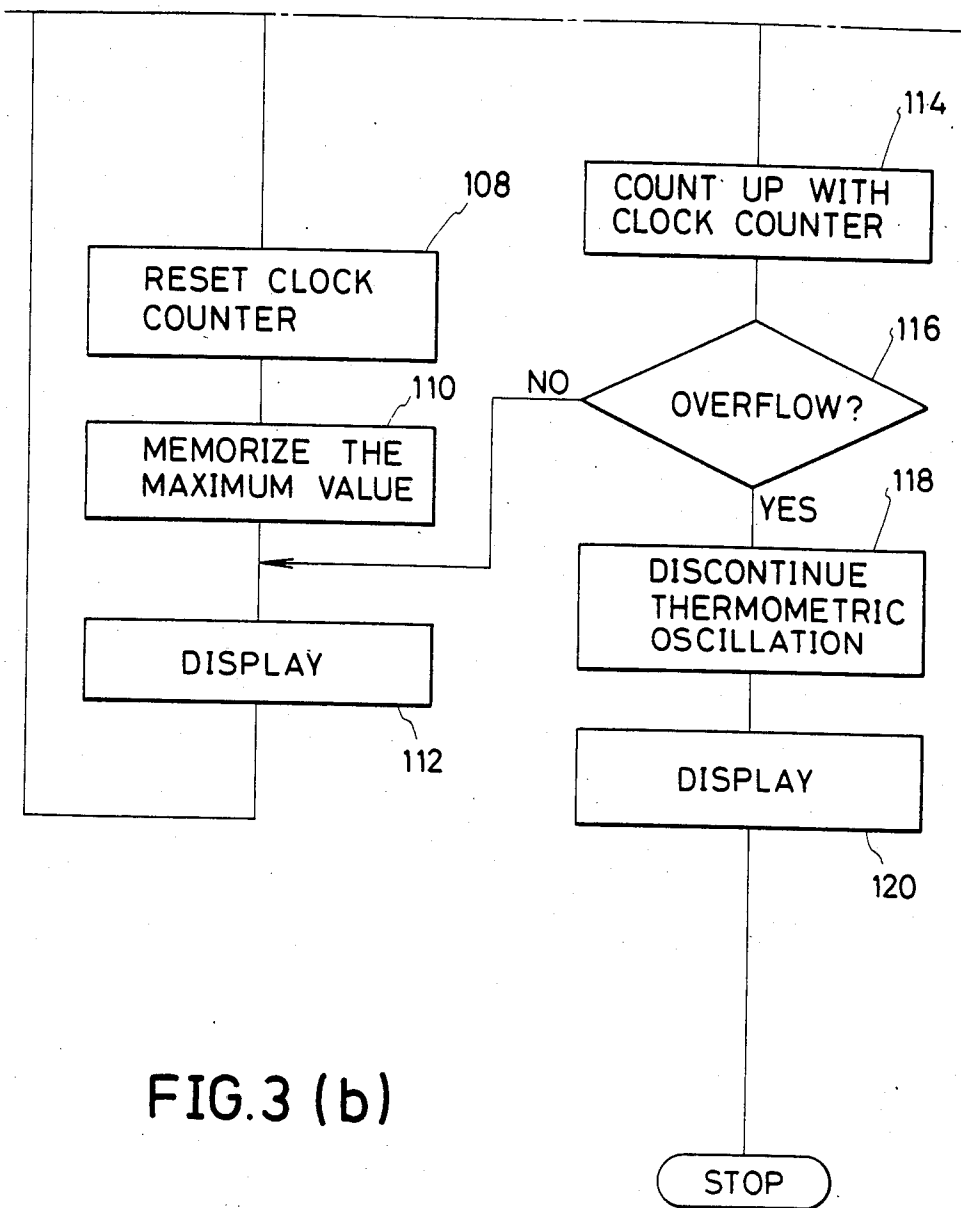 108
RESET CLOCK
COUNTER
110
MEMORIZE THE
MAXIMUM VALUE
DISPLAY
112
114
COUNT UP WITH
CLOCK COUNTER
116
OVERFLOW?
NO
YES
118
DISCONTINUE
THERMOMETRIC
OSCILLATION
DISPLAY
120
STOP
FIG.3 (b)